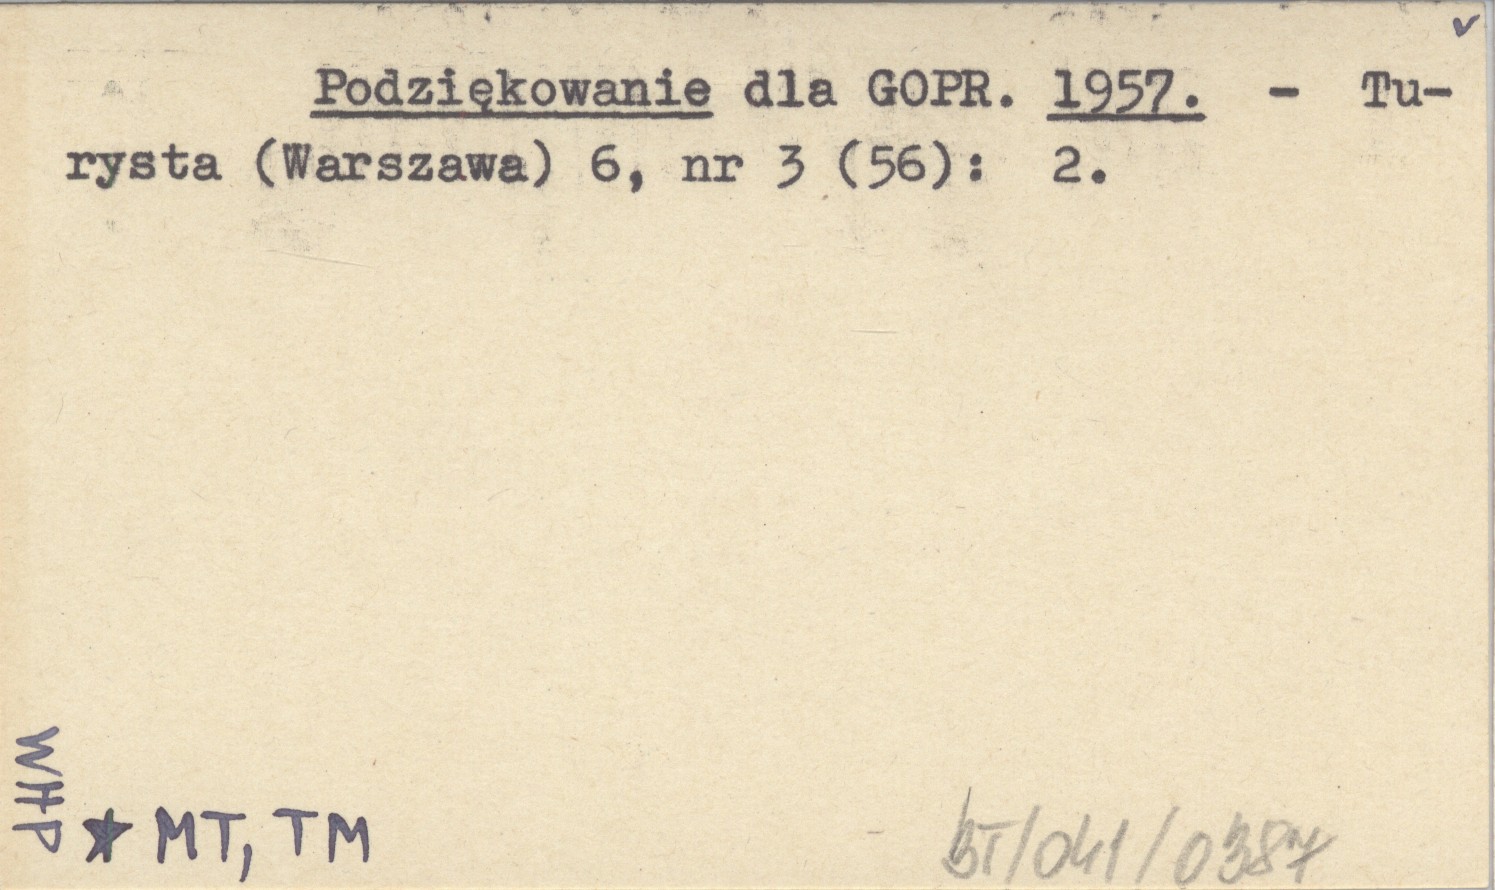 Podziękowanie dla GOPR. 1957. - Tu-
rysta (Warszawa) 6, nr 3 (56): 2.
WHP
* MT, TM
BT/041/0387